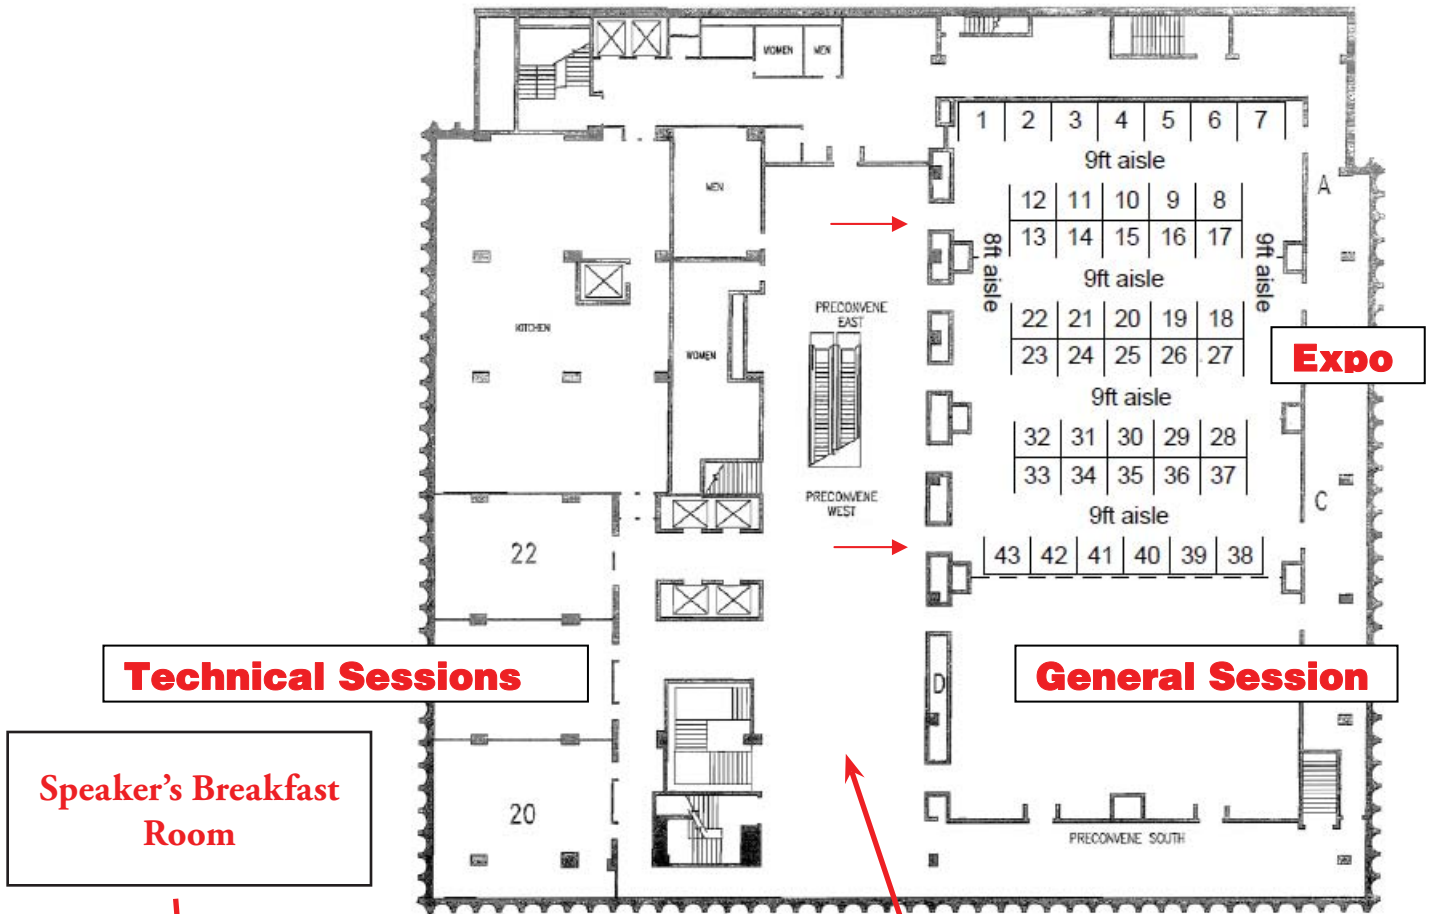 WOMEN MEN
1 2 3 4 5 6 7
9ft aisle
MEN
A
12 11 10 9 8
13 14 15 16 17
8ft aisle
9ft aisle
9ft aisle
PRECONVENE
EAST
22 21 20 19 18
23 24 25 26 27
KITCHEN
WOMEN
Expo
9ft aisle
32 31 30 29 28
33 34 35 36 37
PRECONVENE
WEST
C
9ft aisle
43 42 41 40 39 38
22
Technical Sessions
General Session
D
Speaker’s Breakfast
Room
20
PRECONVENE SOUTH